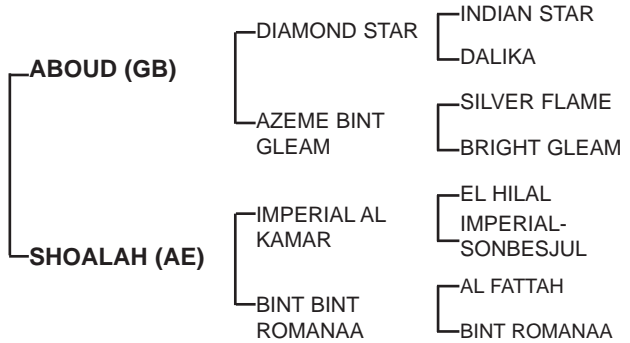 INDIAN STAR
DIAMOND STAR
DALIKA
ABOUD (GB)
SILVER FLAME
AZEME BINT
GLEAM
BRIGHT GLEAM
EL HILAL
IMPERIAL AL
KAMAR
IMPERIAL-
SONBESJUL
SHOALAH (AE)
AL FATTAH
BINT BINT
ROMANAA
BINT ROMANAA